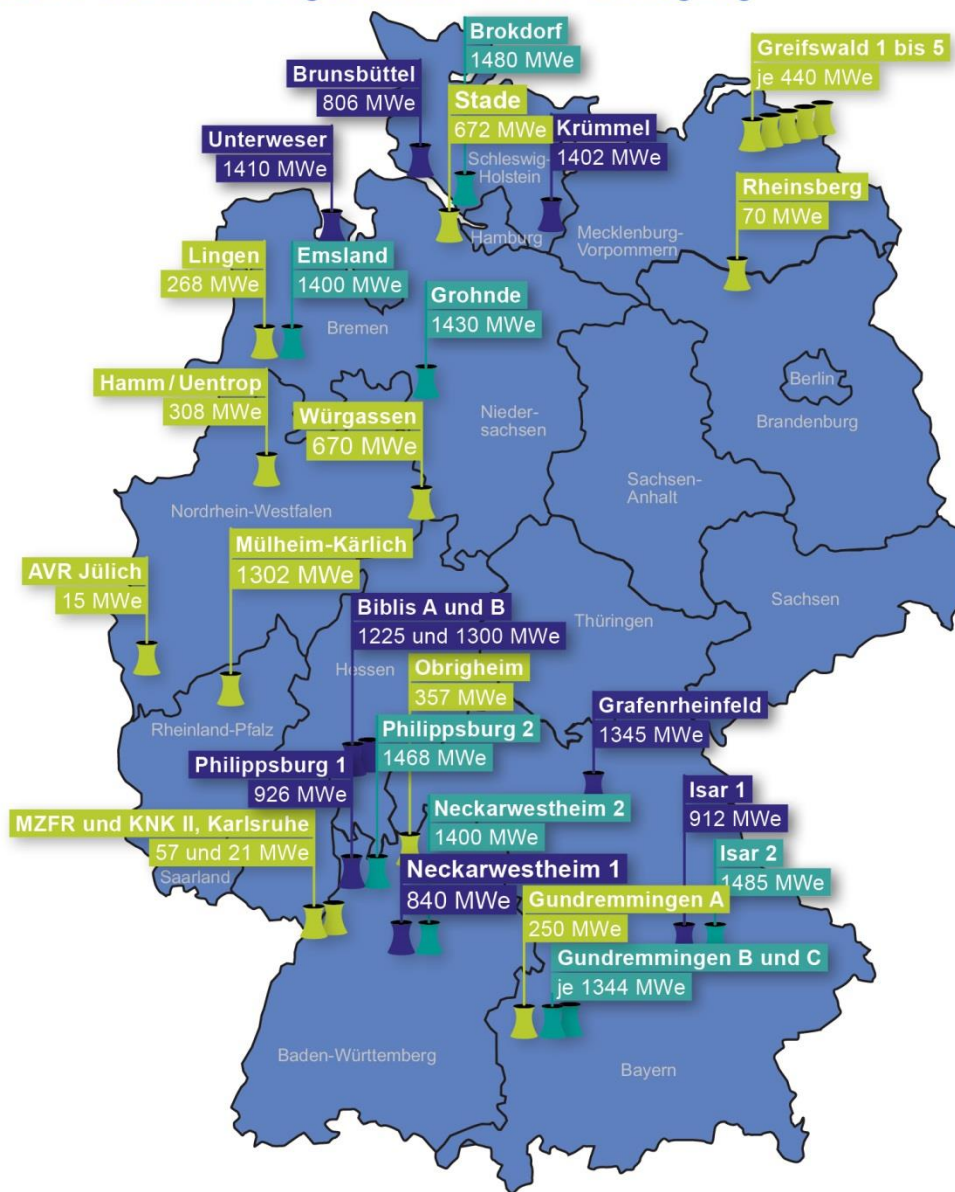 Brokdorf
1480 MWe
Greifswald 1 bis 5
je 440 MWe
Brunsbüttel
806 MWe
Stade
672 MWe
Krümmel
1402 MWe
Unterweser
1410 MWe
Schleswig-
Holstein
Rheinsberg
70 MWe
Hamburg
Mecklenburg-
Vorpommern
Lingen
268 MWe
Emsland
1400 MWe
Grohnde
1430 MWe
Bremen
Hamm / Uentrop
308 MWe
Berlin
Würgassen
670 MWe
Nieder-
sachsen
Brandenburg
Sachsen-
Anhalt
Nordrhein-Westfalen
Mülheim-Kärlich
1302 MWe
AVR Jülich
15 MWe
Sachsen
Biblis A und B
1225 und 1300 MWe
Thüringen
Hessen
Obrigheim
357 MWe
Grafenrheinfeld
1345 MWe
Rheinland-Pfalz
Philippsburg 2
1468 MWe
Philippsburg 1
926 MWe
Isar 1
912 MWe
Neckarwestheim 2
1400 MWe
MZFR und KNK II, Karlsruhe
57 und 21 MWe
Isar 2
1485 MWe
Saarland
Neckarwestheim 1
840 MWe
Gundremmingen A
250 MWe
Gundremmingen B und C
je 1344 MWe
Baden-Württemberg
Bayern